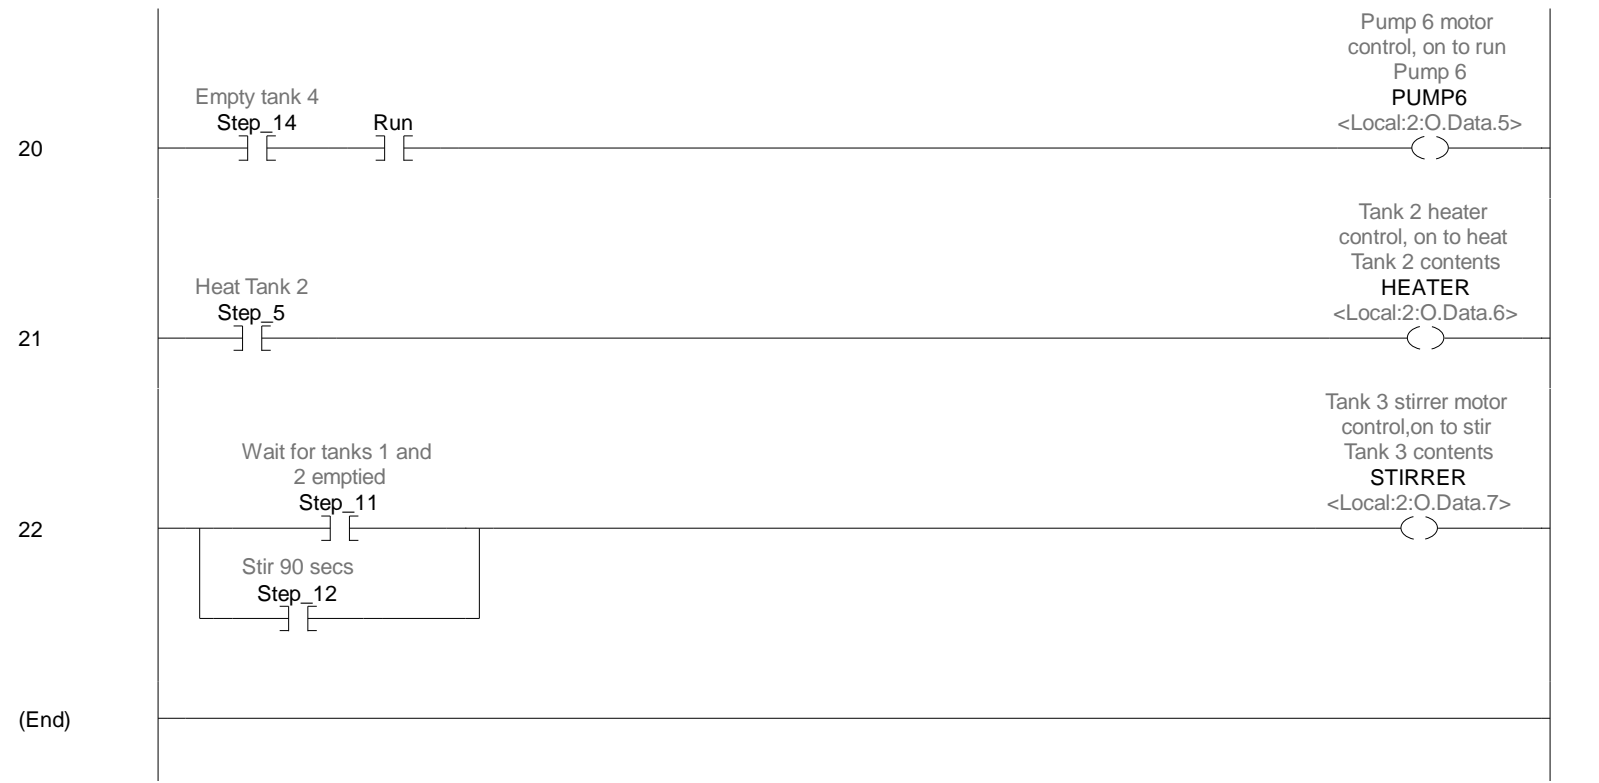 Pump 6 motor
control, on to run
Pump 6
PUMP6
<Local:2:O.Data.5>
Empty tank 4
Step_14
Run
20
Tank 2 heater
control, on to heat
Tank 2 contents
HEATER
<Local:2:O.Data.6>
Heat Tank 2
Step_5
21
Tank 3 stirrer motor
control,on to stir
Tank 3 contents
STIRRER
<Local:2:O.Data.7>
Wait for tanks 1 and
2 emptied
Step_11
22
Stir 90 secs
Step_12
(End)